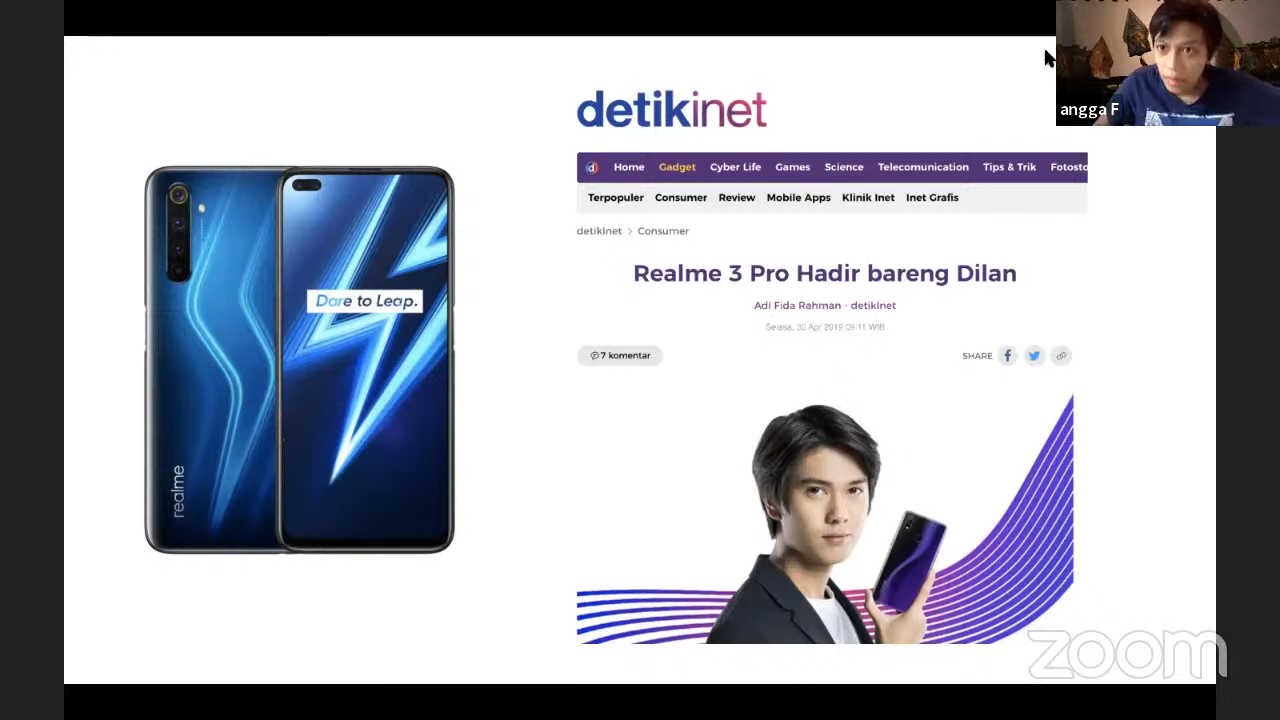 angga F
detikinet
Home Gadget Cyber Life Games Science Telecommunication Tips & Trik Fotosto
Terpopuler Consumer Review Mobile Apps Klinik Inet Inet Grafis
detikInet > Consumer
Realme 3 Pro Hadir bareng Dilan
Adi Fida Rahman - detikInet
Selasa, 30 Apr 2019 09:11 WIB
7 komentar
SHARE
Dare to Leap.
realme
zoom